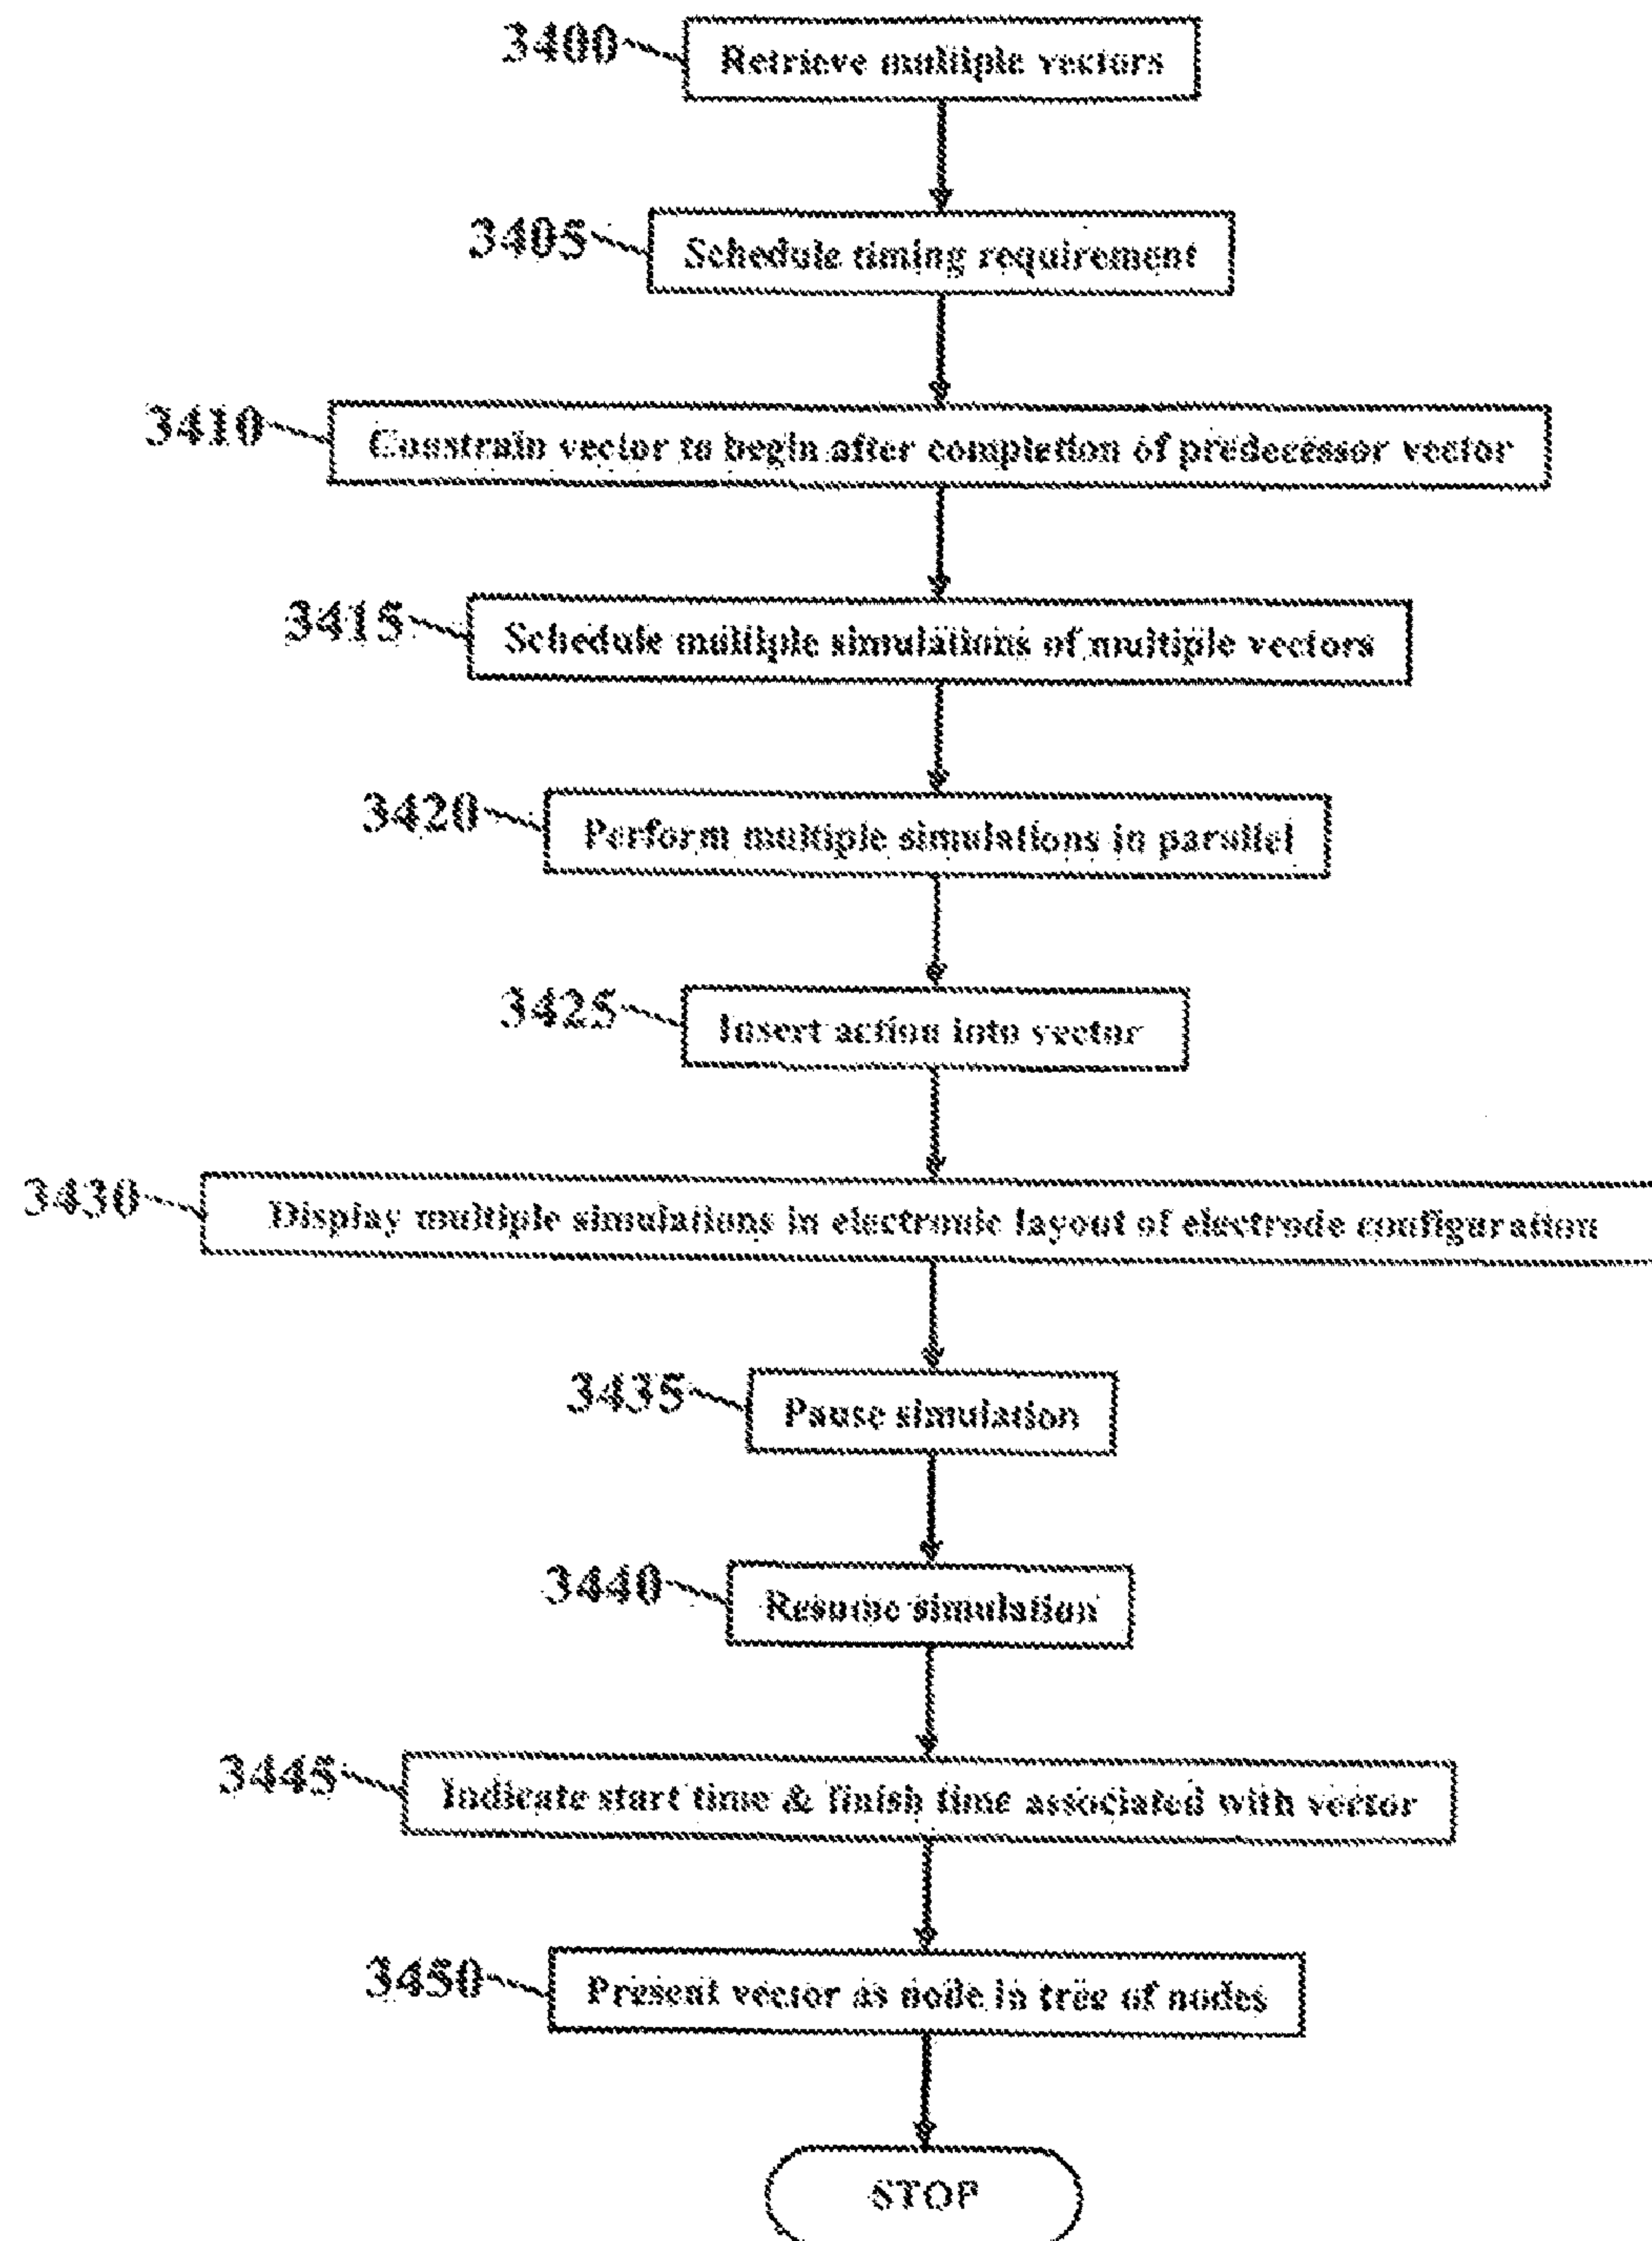 3400
Retrieve multiple vectors
3405
Schedule timing requirement
3410
Constrain vector to begin after completion of predecessor vector
3415
Schedule multiple simulations of multiple vectors
3420
Perform multiple simulations in parallel
3425
Insert action into vector
3430
Display multiple simulations in electronic layout of electrode configuration
3435
Pause simulation
3440
Resume simulation
3445
Indicate start time & finish time associated with vector
3450
Present vector as node in tree of nodes
STOP